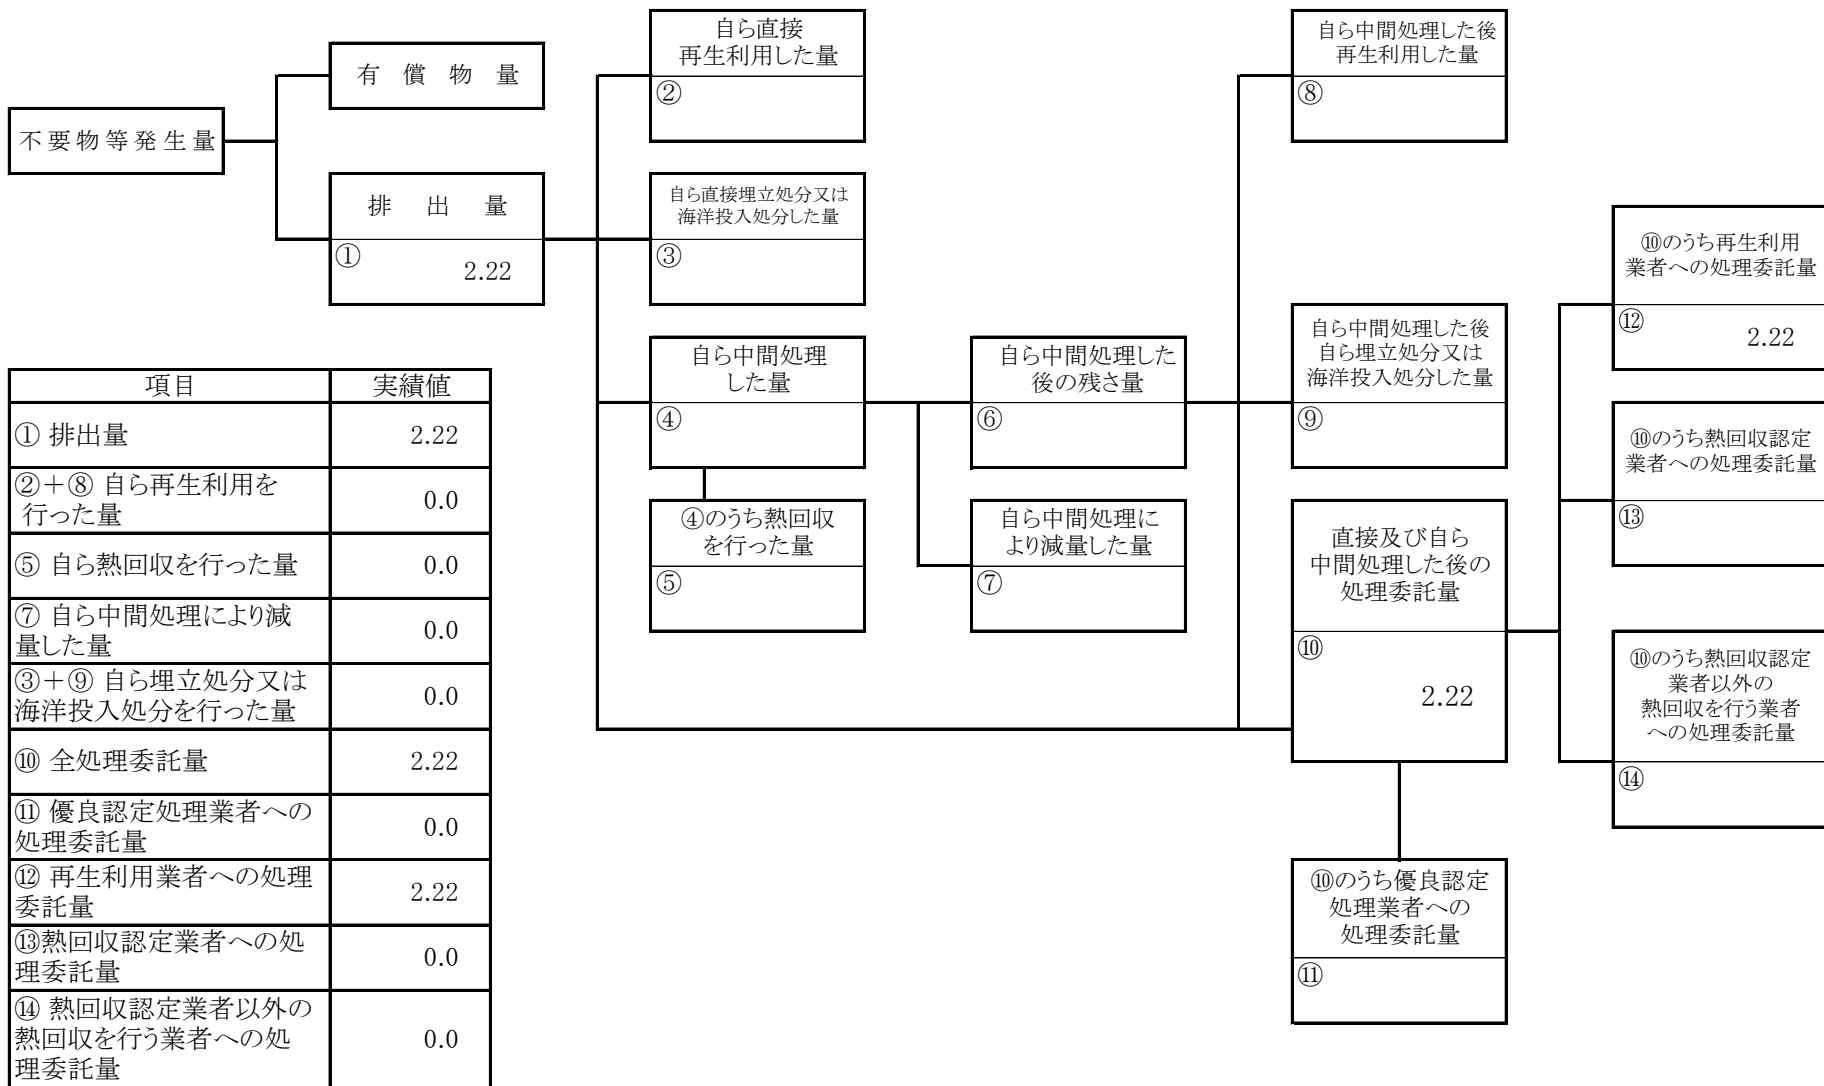 不要物等発生量
有償物量
排出量
①
2.22
自ら直接
再生利用した量
②
自ら直接埋立処分又は
海洋投入処分した量
③
自ら中間処理
した量
④
④のうち熱回収
を行った量
⑤
自ら中間処理した
後の残さ量
⑥
自ら中間処理に
より減量した量
⑦
自ら中間処理した後
再生利用した量
⑧
自ら中間処理した後
自ら埋立処分又は
海洋投入処分した量
⑨
直接及び自ら
中間処理した後の
処理委託量
⑩
2.22
⑩のうち優良認定
処理業者への
処理委託量
⑪
⑩のうち再生利用
業者への処理委託量
⑫
2.22
⑩のうち熱回収認定
業者への処理委託量
⑬
⑩のうち熱回収認定
業者以外の
熱回収を行う業者
への処理委託量
⑭
項目 実績値
① 排出量 2.22
②+⑧ 自ら再生利用を
行った量 0.0
⑤ 自ら熱回収を行った量 0.0
⑦ 自ら中間処理により減
量した量 0.0
③+⑨ 自ら埋立処分又は
海洋投入処分を行った量 0.0
⑩ 全処理委託量 2.22
⑪ 優良認定処理業者への
処理委託量 0.0
⑫ 再生利用業者への処理
委託量 2.22
⑬熱回収認定業者への処
理委託量 0.0
⑭ 熱回収認定業者以外の
熱回収を行う業者への処 0.0
理委託量